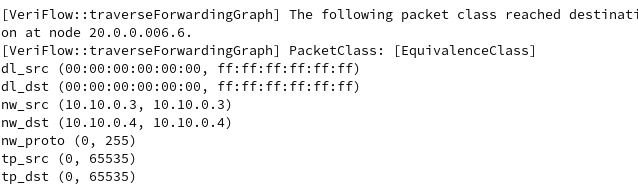 [VeriFlow::traverseForwardingGraph] The following packet class reached destinati
on at node 20.0.0.006.6.
[VeriFlow::traverseForwardingGraph] PacketClass: [EquivalenceClass]
dl_src (00:00:00:00:00:00, ff:ff:ff:ff:ff:ff)
dl_dst (00:00:00:00:00:00, ff:ff:ff:ff:ff:ff)
nw_src (10.10.0.3, 10.10.0.3)
nw_dst (10.10.0.4, 10.10.0.4)
nw_proto (0, 255)
tp_src (0, 65535)
tp_dst (0, 65535)